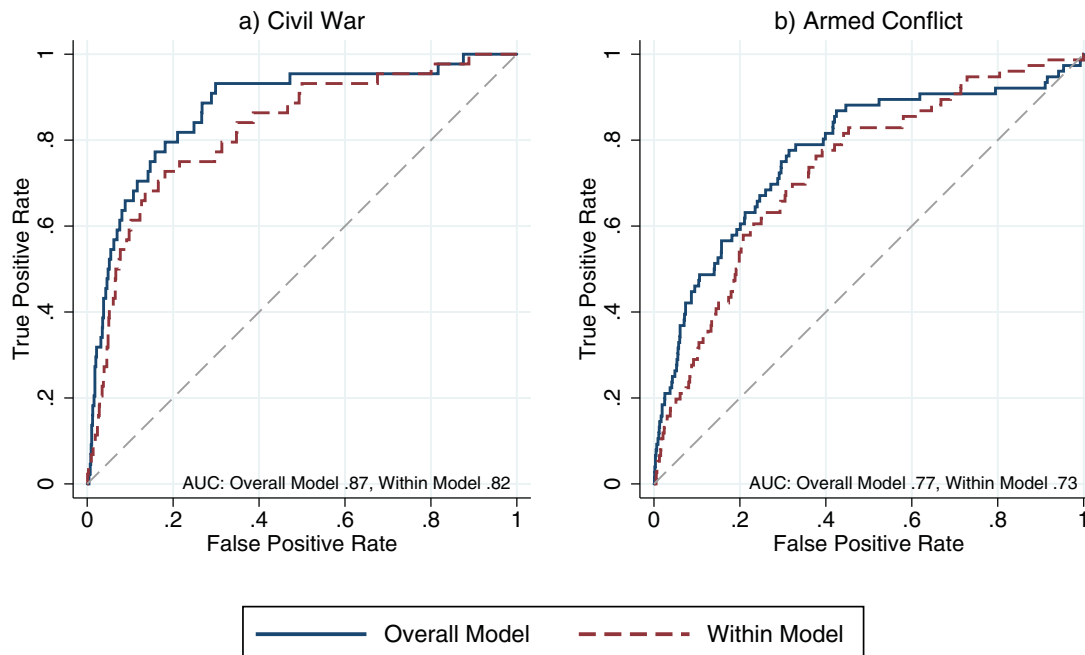 a) Civil War
True Positive Rate
1
.8
.6
.4
.2
0
AUC: Overall Model .87, Within Model .82
0 .2 .4 .6 .8 1
False Positive Rate
b) Armed Conflict
True Positive Rate
1
.8
.6
.4
.2
0
AUC: Overall Model .77, Within Model .73
0 .2 .4 .6 .8 1
False Positive Rate
Overall Model Within Model